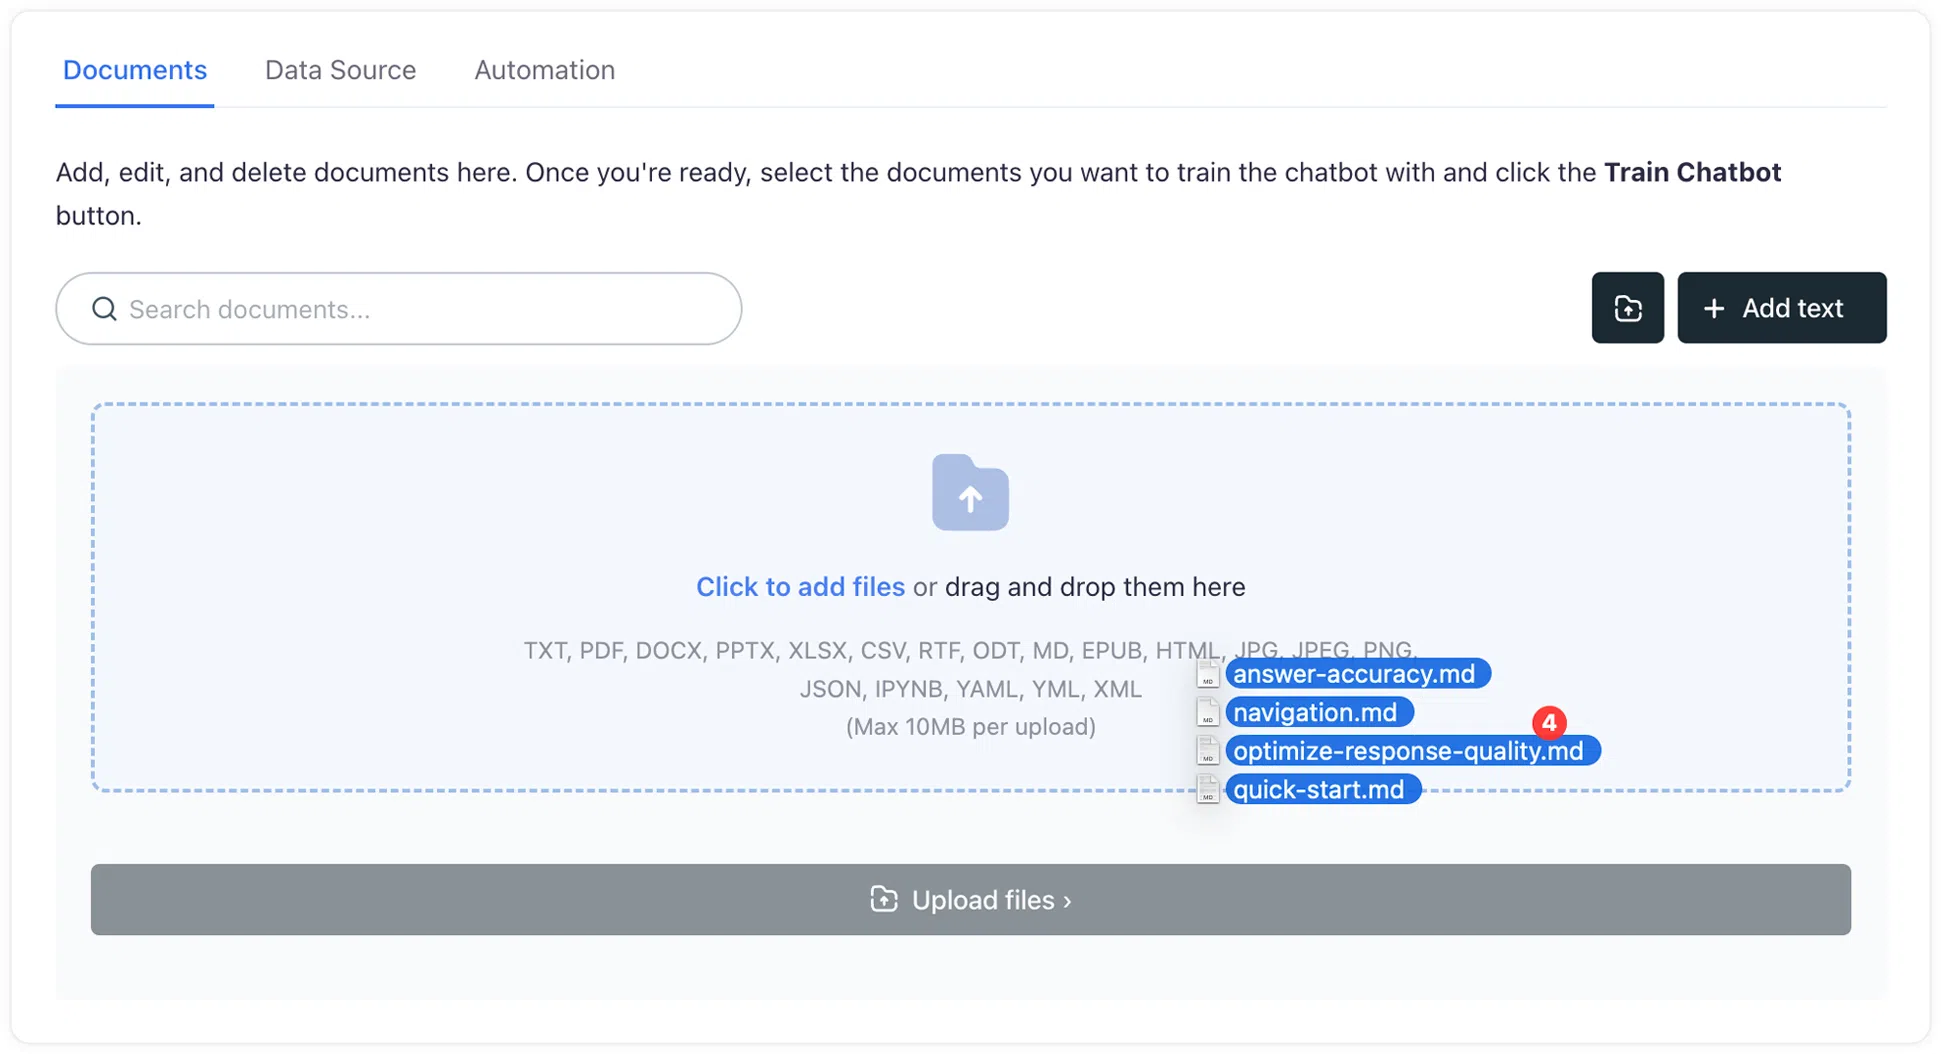 Documents
Data Source
Automation
Add, edit, and delete documents here. Once you're ready, select the documents you want to train the chatbot with and click the Train Chatbot
button.
Search documents...
+ Add text
Click to add files or drag and drop them here
TXT, PDF, DOCX, PPTX, XLSX, CSV, RTF, ODT, MD, EPUB, HTML, JPG, JPEG, PNG,
JSON, IPYNB, YAML, YML, XML
(Max 10MB per upload)
MD answer-accuracy.md
MD navigation.md
4
MD optimize-response-quality.md
MD quick-start.md
Upload files ›